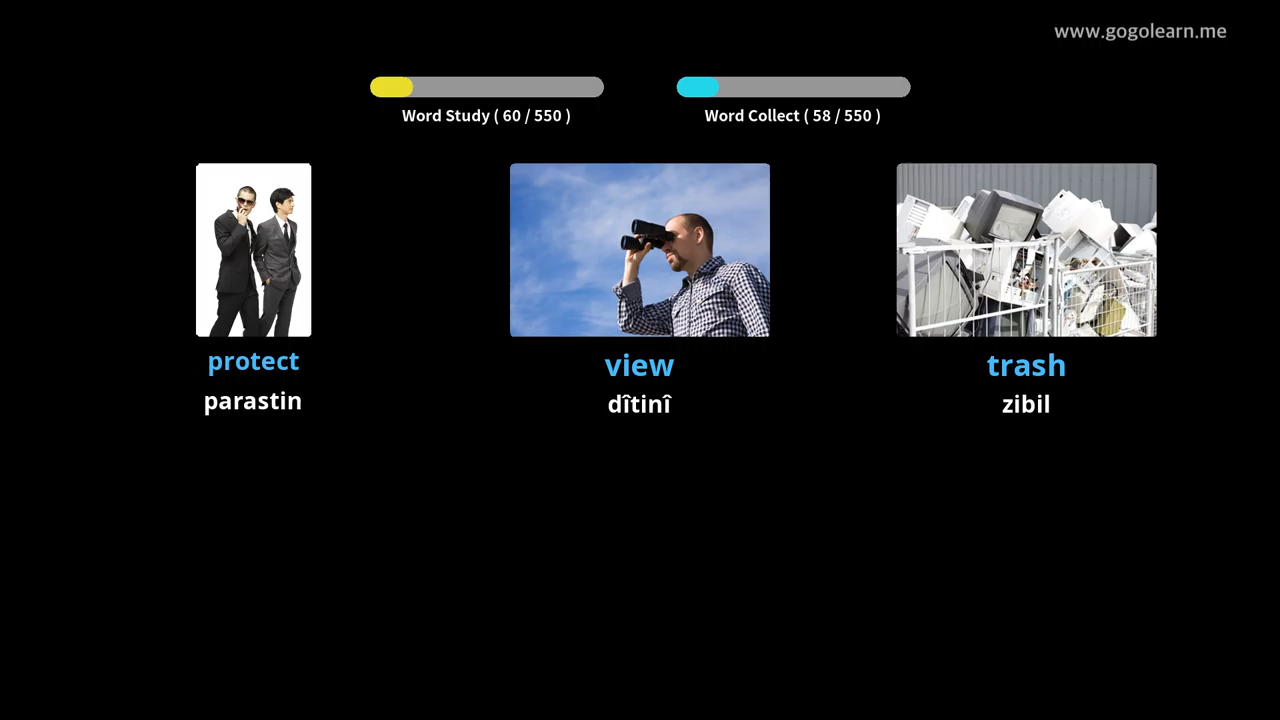 www.gogolearn.me
Word Study ( 60 / 550 )
Word Collect ( 58 / 550 )
protect
parastin
view
dîtinî
trash
zibil